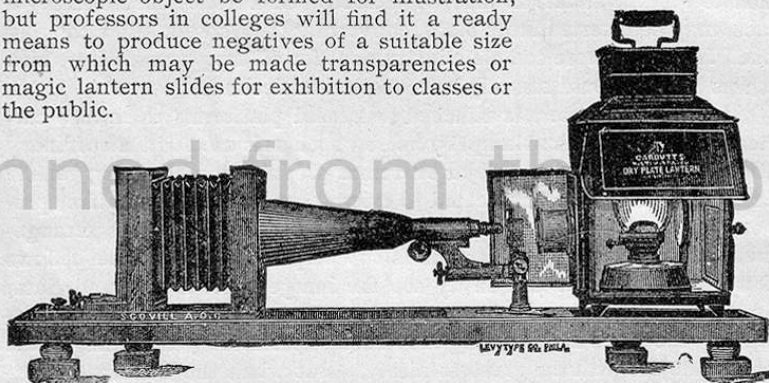 microscopic object be formed for illustration,
but professors in colleges will find it a ready
means to produce negatives of a suitable size
from which may be made transparencies or
magic lantern slides for exhibition to classes or
the public.
nned from th
CARBUTT'S
DRY PLATE LANTERN
SCOVILL A.O.C.
LEVYTYPE CO. PHILA.